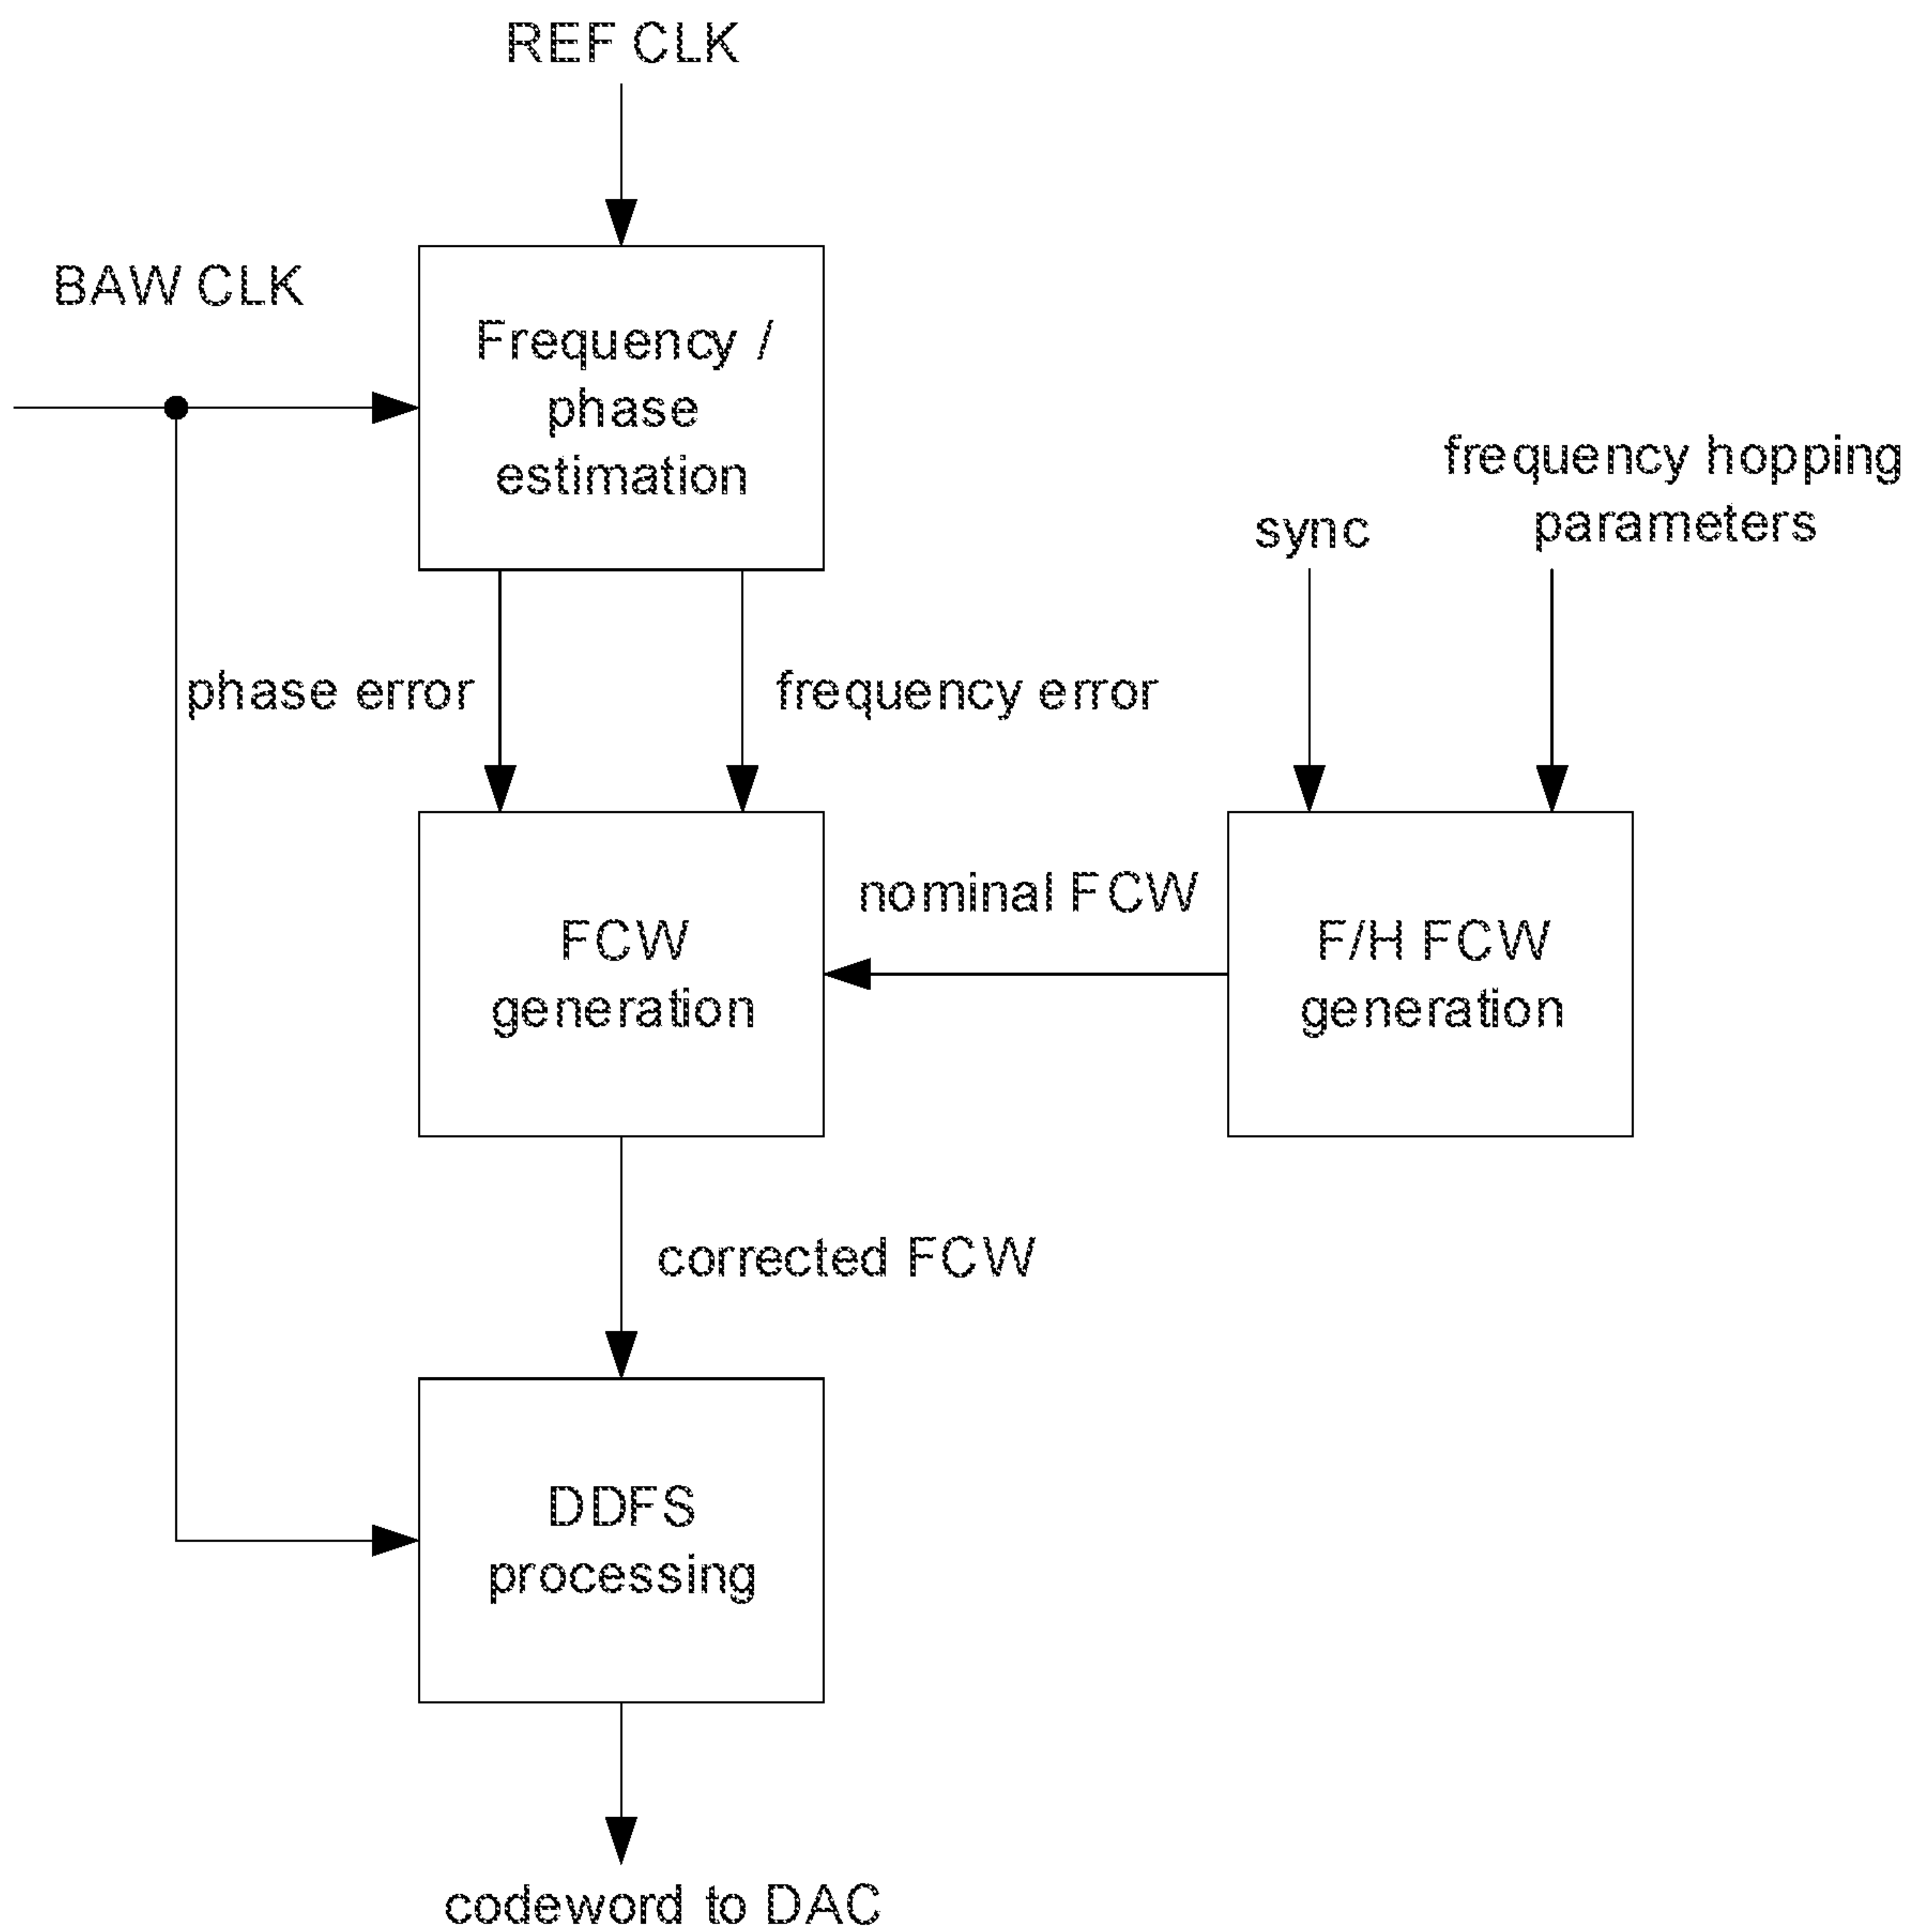 REF CLK
BAW CLK
Frequency /
phase
estimation
frequency hopping
parameters
sync
phase error
frequency error
nominal FCW
FCW
generation
F/H FCW
generation
corrected FCW
DDFS
processing
codeword to DAC